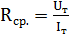 Rср. = Uт / Iт